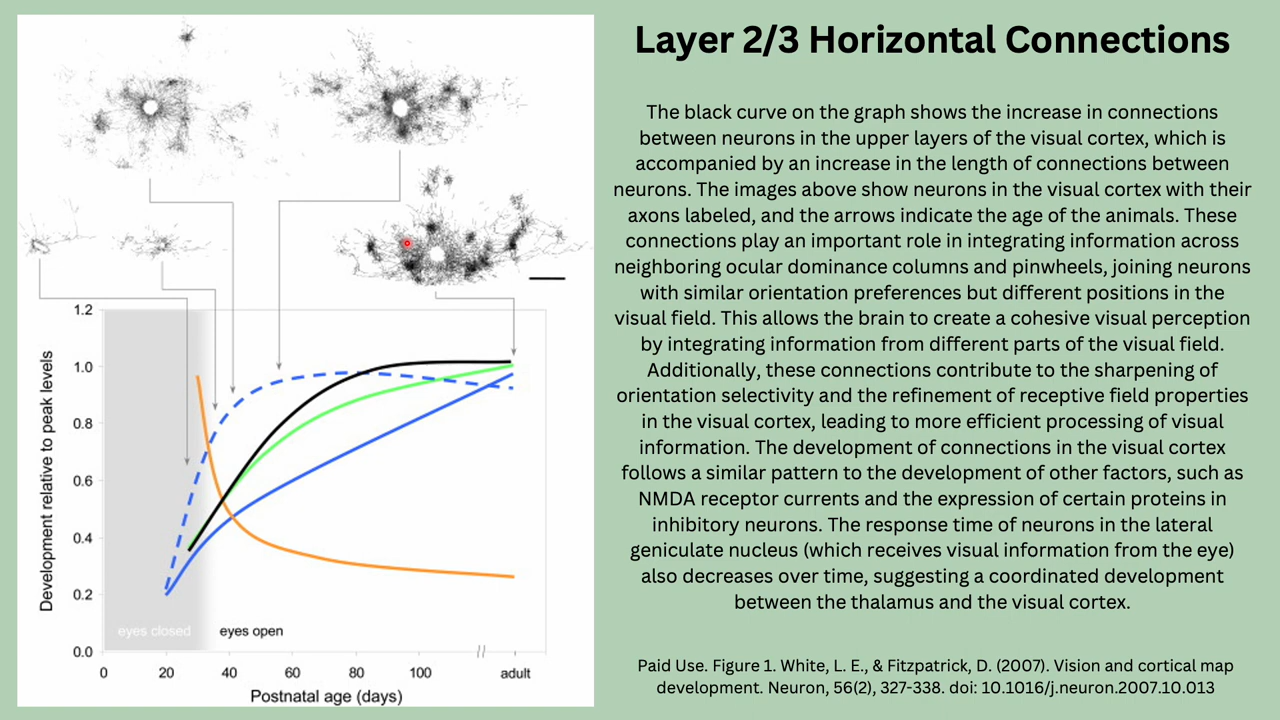 Layer 2/3 Horizontal Connections
The black curve on the graph shows the increase in connections
between neurons in the upper layers of the visual cortex, which is
accompanied by an increase in the length of connections between
neurons. The images above show neurons in the visual cortex with their
axons labeled, and the arrows indicate the age of the animals. These
connections play an important role in integrating information across
neighboring ocular dominance columns and pinwheels, joining neurons
with similar orientation preferences but different positions in the
visual field. This allows the brain to create a cohesive visual perception
by integrating information from different parts of the visual field.
Additionally, these connections contribute to the sharpening of
orientation selectivity and the refinement of receptive field properties
in the visual cortex, leading to more efficient processing of visual
information. The development of connections in the visual cortex
follows a similar pattern to the development of other factors, such as
NMDA receptor currents and the expression of certain proteins in
inhibitory neurons. The response time of neurons in the lateral
geniculate nucleus (which receives visual information from the eye)
also decreases over time, suggesting a coordinated development
between the thalamus and the visual cortex.
Paid Use. Figure 1. White, L. E., & Fitzpatrick, D. (2007). Vision and cortical map
development. Neuron, 56(2), 327-338. doi: 10.1016/j.neuron.2007.10.013
Development relative to peak levels
1.2
1.0
0.8
0.6
0.4
0.2
0.0
eyes closed
eyes open
0 20 40 60 80 100 adult
Postnatal age (days)